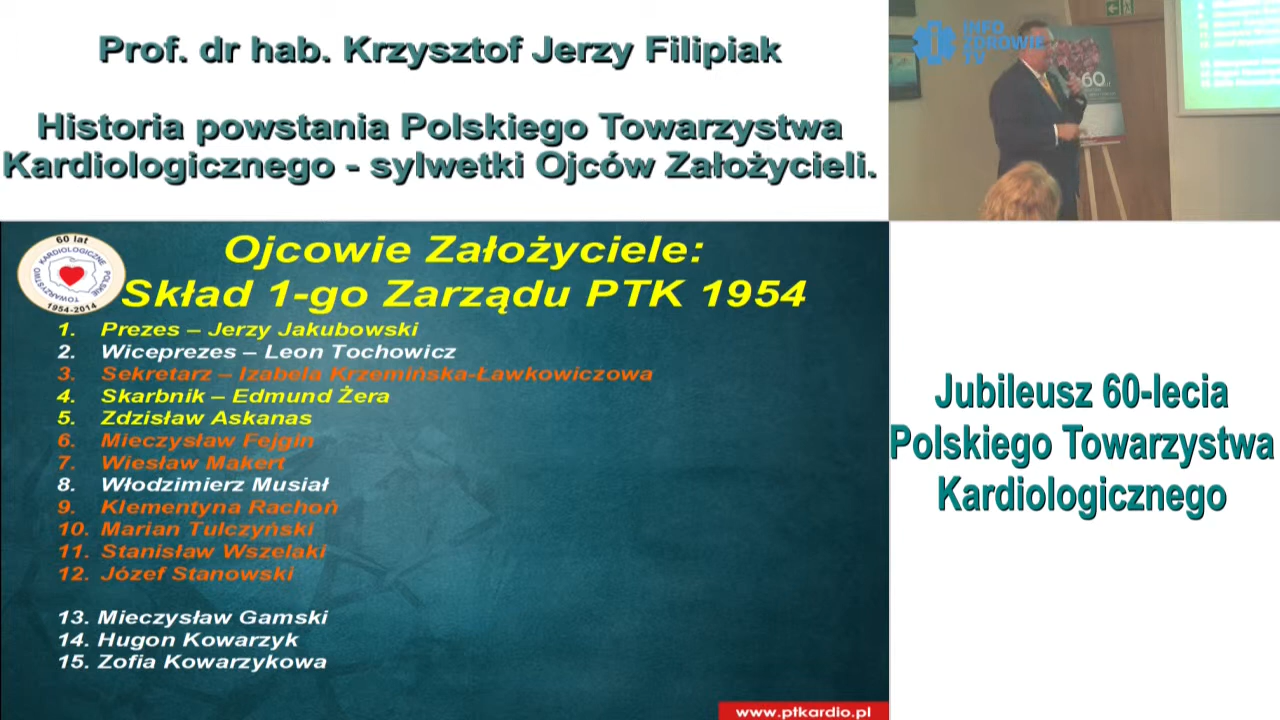 Prof. dr hab. Krzysztof Jerzy Filipiak
Historia powstania Polskiego Towarzystwa
Kardiologicznego - sylwetki Ojców Założycieli.
INFO
ZDROWIE
TV
60
60 lat
KARDIOLOGICZNE
POLSKIE
TOWARZYSTWO
1954-2014
Ojcowie Założyciele:
Skład 1-go Zarządu PTK 1954
1. Prezes – Jerzy Jakubowski
2. Wiceprezes – Leon Tochowicz
3. Sekretarz – Izabela Krzemińska-Ławkowiczowa
4. Skarbnik – Edmund Żera
5. Zdzisław Askanas
6. Mieczysław Fejgin
7. Wiesław Makert
8. Włodzimierz Musiał
9. Klementyna Rachoń
10. Marian Tulczyński
11. Stanisław Wszelaki
12. Józef Stanowski
13. Mieczysław Gamski
14. Hugon Kowarzyk
15. Zofia Kowarzykowa
www.ptkardio.pl
Jubileusz 60-lecia
Polskiego Towarzystwa
Kardiologicznego